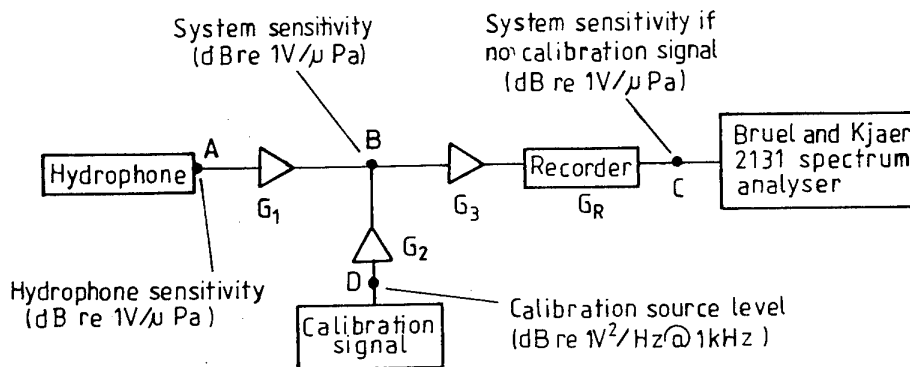 System sensitivity
(dB re 1V/μ Pa)
System sensitivity if
no calibration signal
(dB re 1V/μ Pa)
Hydrophone
A
G1
B
G3
Recorder
GR
C
Bruel and Kjaer
2131 spectrum
analyser
G2
D
Hydrophone sensitivity
(dB re 1V/μ Pa)
Calibration
signal
Calibration source level
(dB re 1V²/Hz@1kHz)